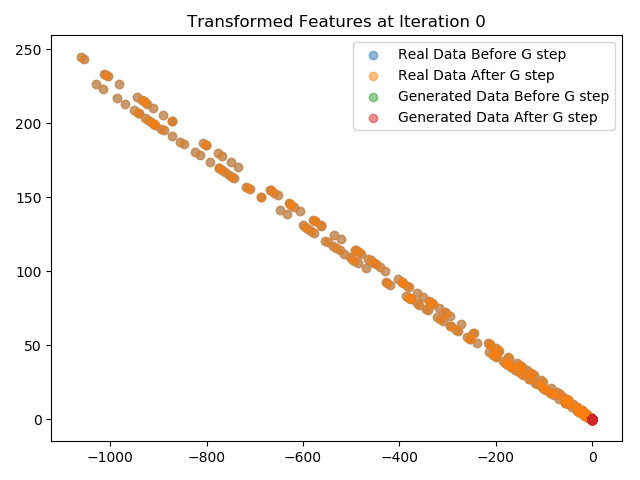 Transformed Features at Iteration 0
Real Data Before G step
Real Data After G step
Generated Data Before G step
Generated Data After G step
250
200
150
100
50
0
−1000 −800 −600 −400 −200 0